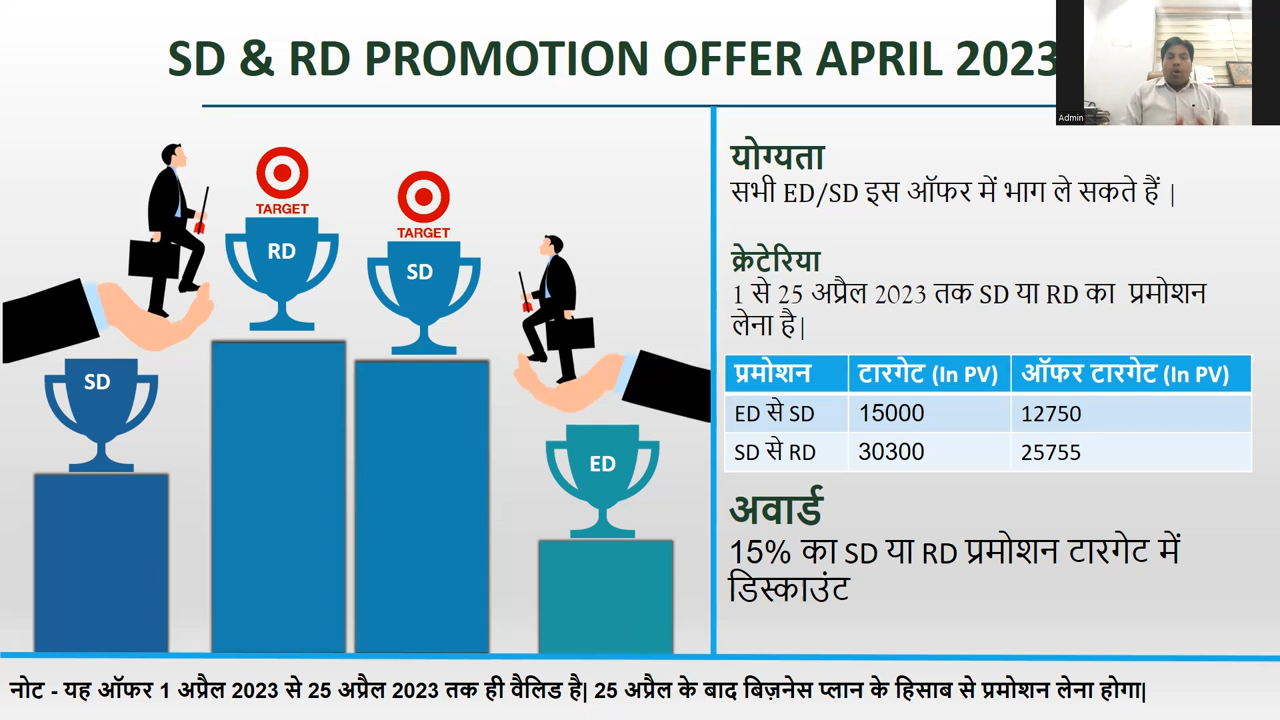 SD & RD PROMOTION OFFER APRIL 2023
Admin
TARGET
RD
TARGET
SD
SD
ED
योग्यता
सभी ED/SD इस ऑफर में भाग ले सकते हैं |
क्रेटेरिया
1 से 25 अप्रैल 2023 तक SD या RD का प्रमोशन
लेना है|
प्रमोशन टारगेट (In PV) ऑफर टारगेट (In PV)
ED से SD 15000 12750
SD से RD 30300 25755
अवार्ड
15% का SD या RD प्रमोशन टारगेट में
डिस्काउंट
नोट - यह ऑफर 1 अप्रैल 2023 से 25 अप्रैल 2023 तक ही वैलिड है| 25 अप्रैल के बाद बिज़नेस प्लान के हिसाब से प्रमोशन लेना होगा|